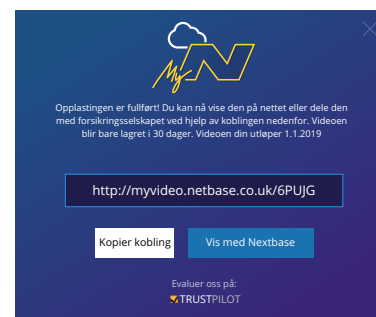 My N
Opplastingen er fullført! Du kan nå vise den på nettet eller dele den
med forsikringsselskapet ved hjelp av koblingen nedenfor. Videoen
blir bare lagret i 30 dager. Videoen din utløper 1.1.2019
http://myvideo.netbase.co.uk/6PUJG
Kopier kobling
Vis med Nextbase
Evaluer oss på:
TRUSTPILOT